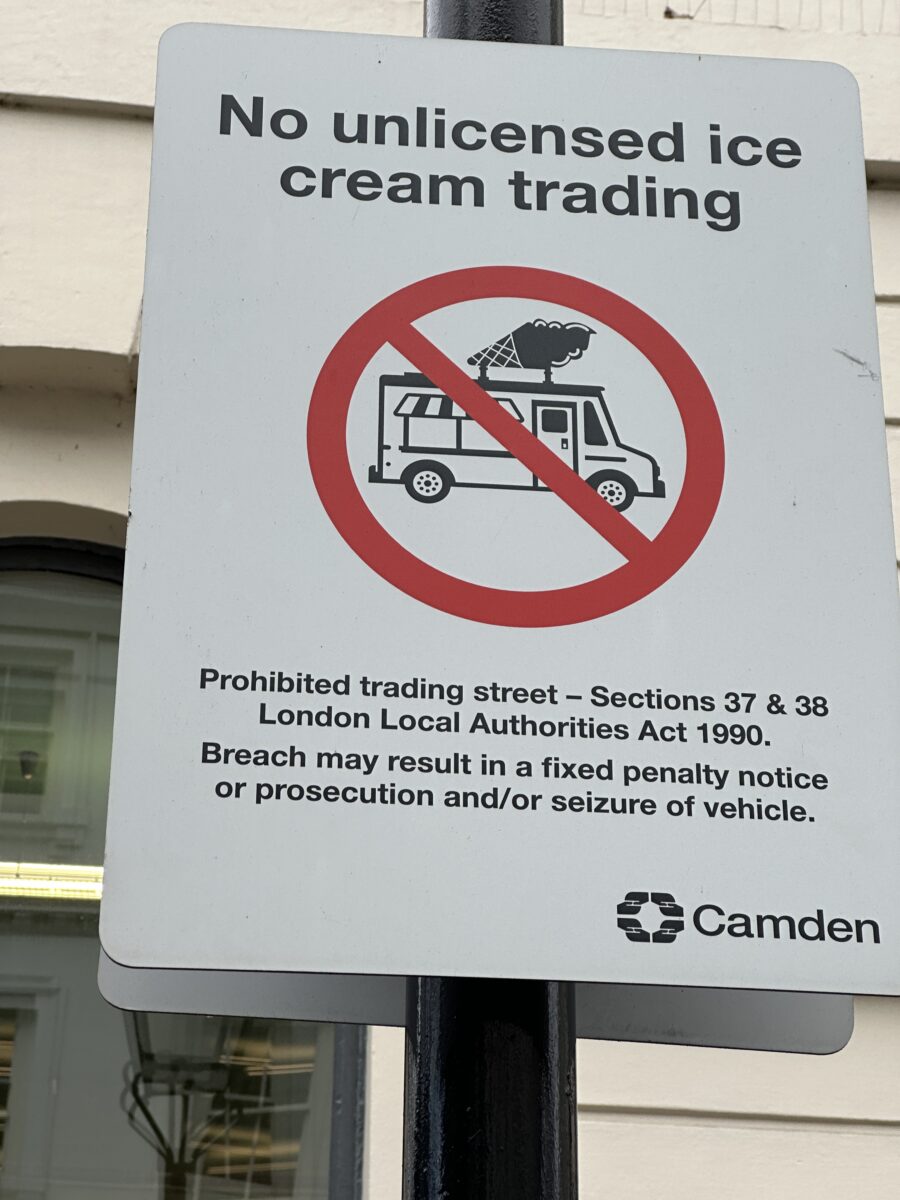 No unlicensed ice
cream trading
Prohibited trading street – Sections 37 & 38
London Local Authorities Act 1990.
Breach may result in a fixed penalty notice
or prosecution and/or seizure of vehicle.
Camden